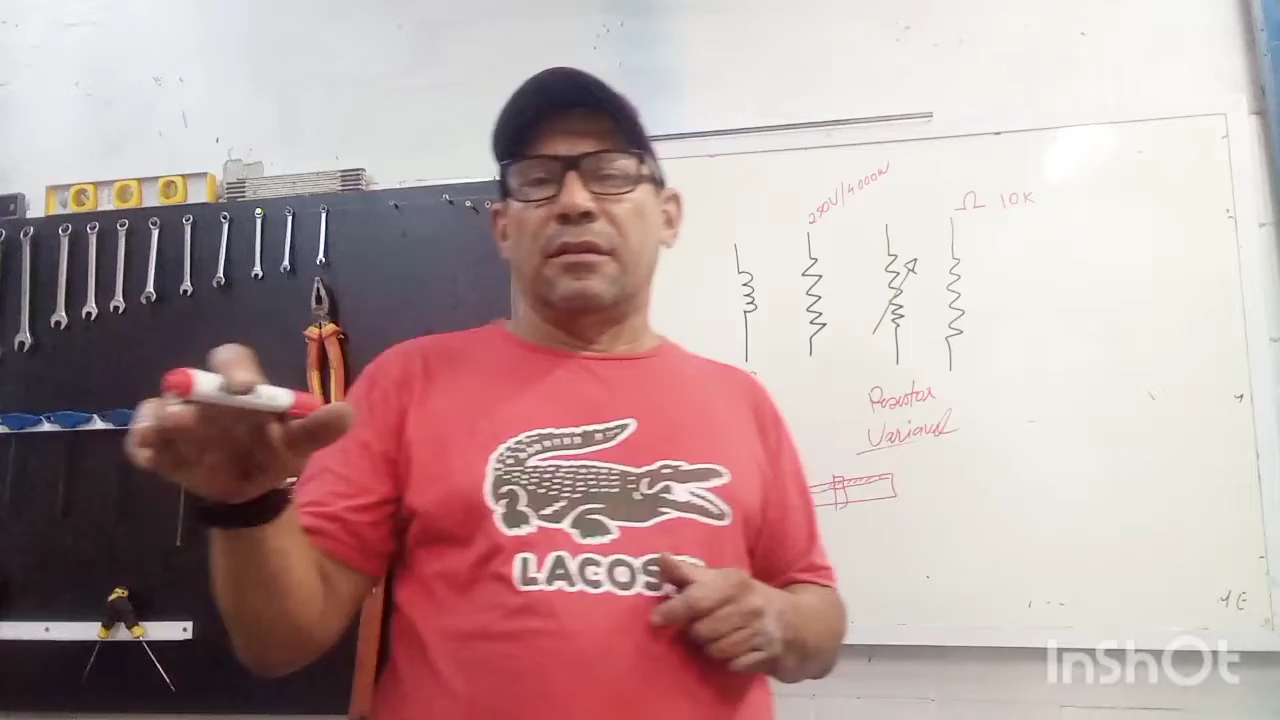 250V/4000W
Ω 10K
Resistor
Variavel
LACOS
InShOt